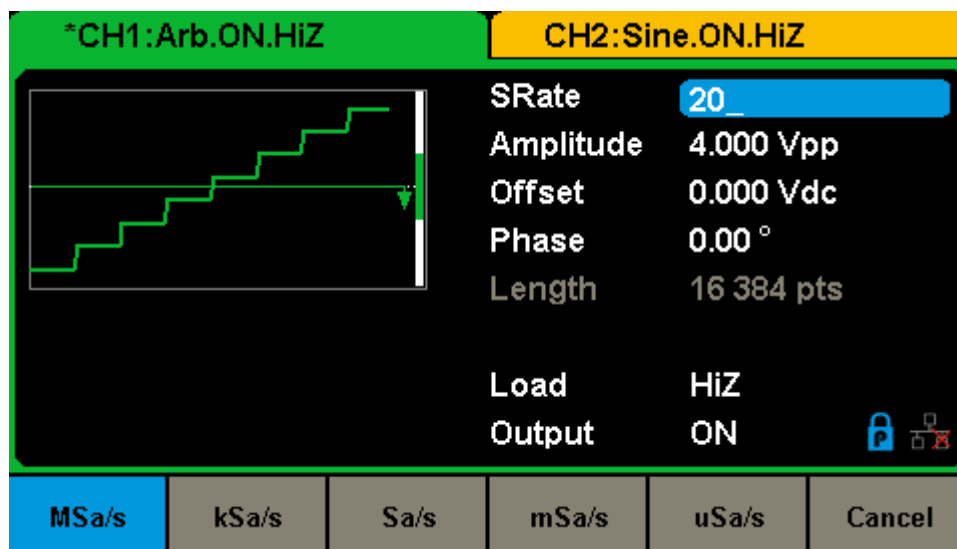 *CH1:Arb.ON.HiZ CH2:Sine.ON.HiZ
SRate 20_
Amplitude 4.000 Vpp
Offset 0.000 Vdc
Phase 0.00 °
Length 16 384 pts
Load HiZ
Output ON P
MSa/s kSa/s Sa/s mSa/s uSa/s Cancel